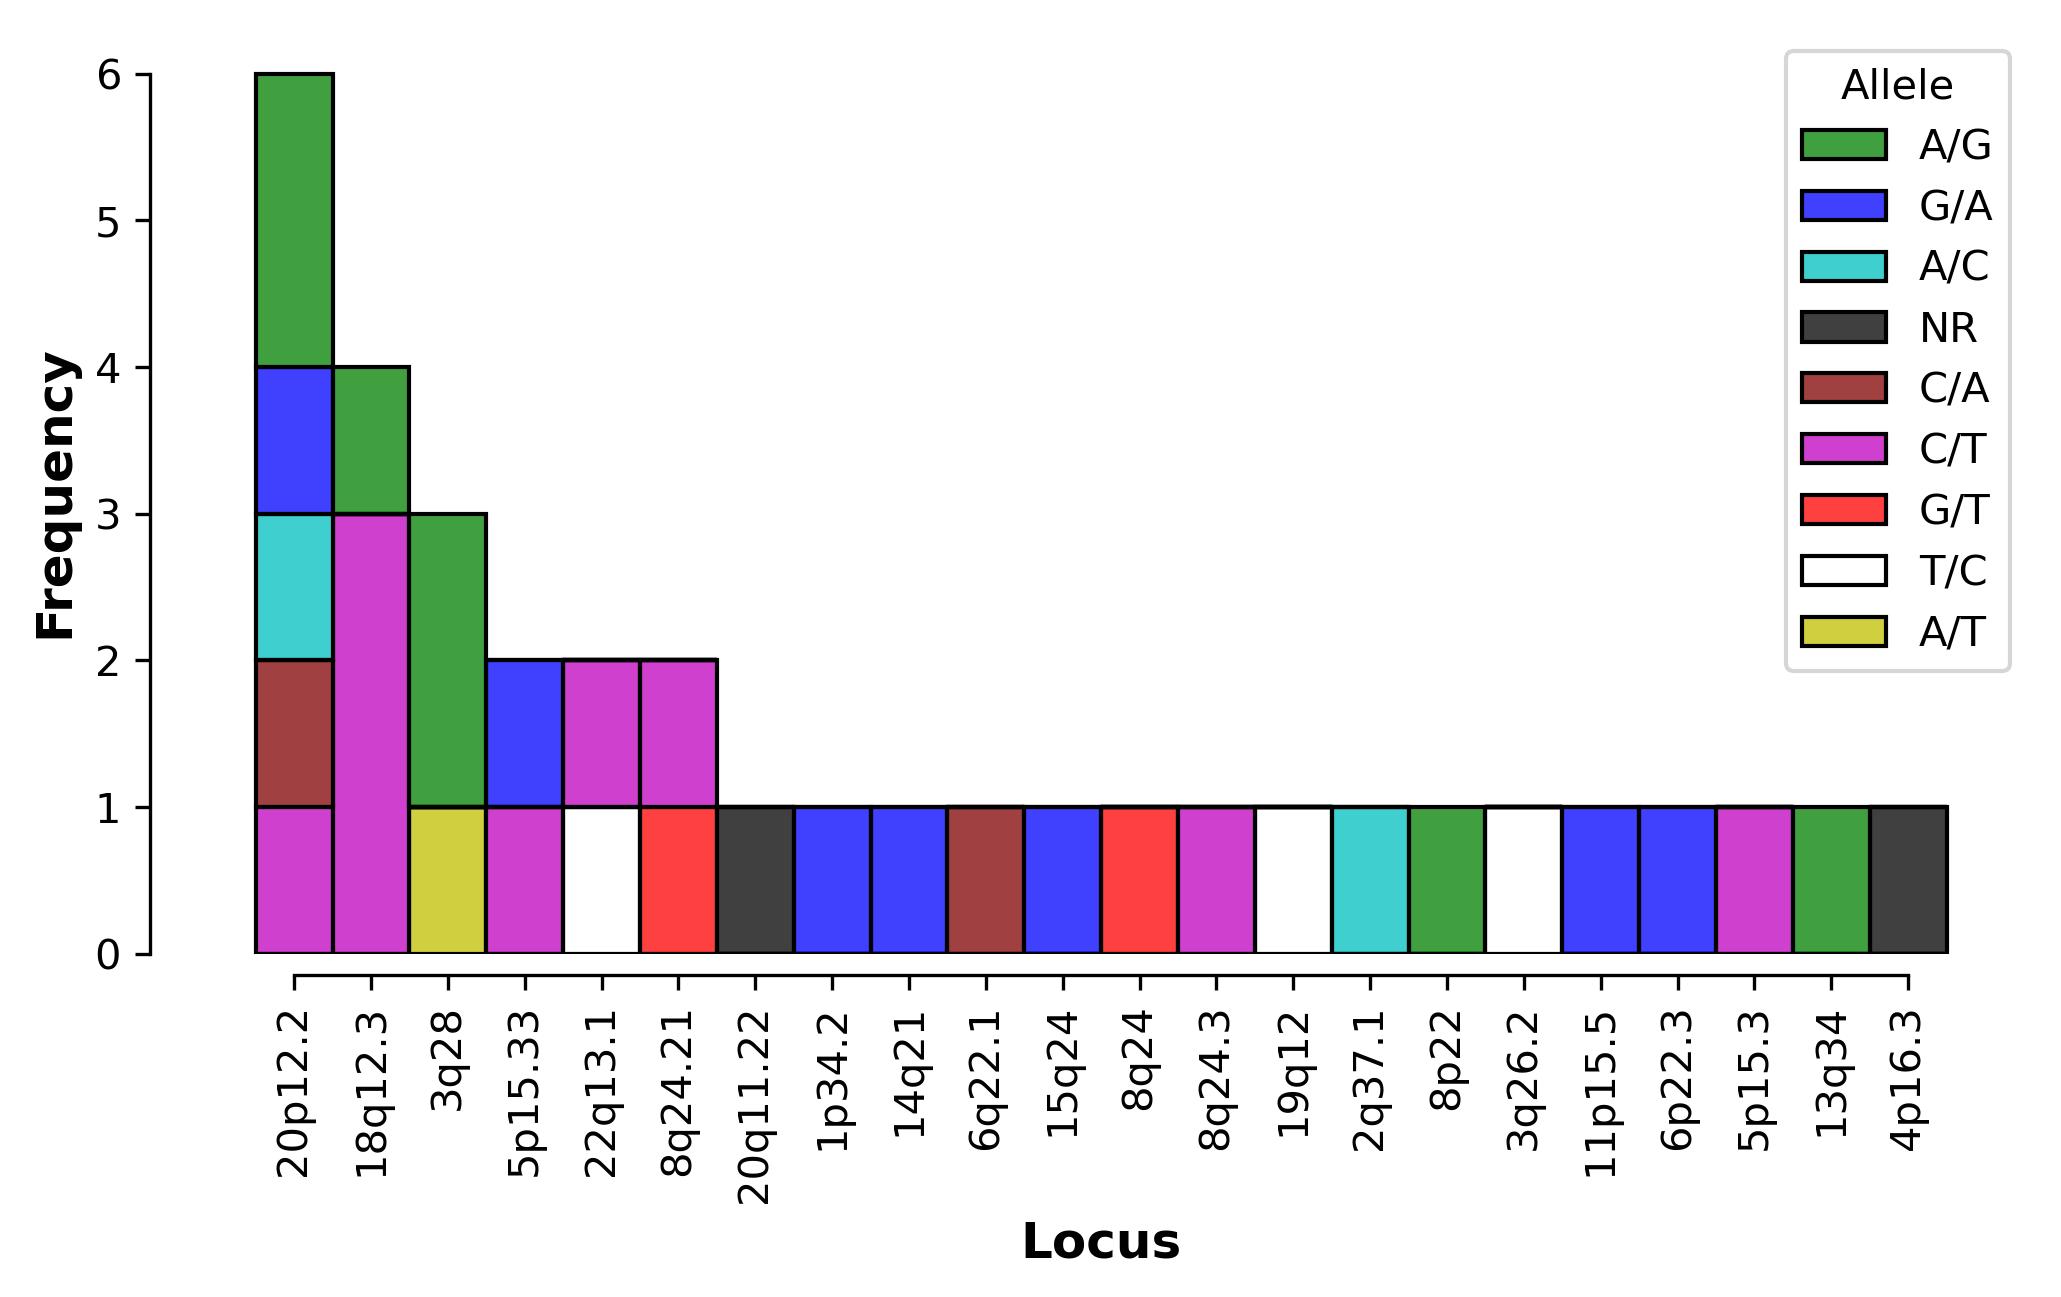 Allele
A/G
G/A
A/C
NR
C/A
C/T
G/T
T/C
A/T
Frequency
6
5
4
3
2
1
0
20p12.2
18q12.3
3q28
5p15.33
22q13.1
8q24.21
20q11.22
1p34.2
14q21
6q22.1
15q24
8q24
8q24.3
19q12
2q37.1
8p22
3q26.2
11p15.5
6p22.3
5p15.3
13q34
4p16.3
Locus